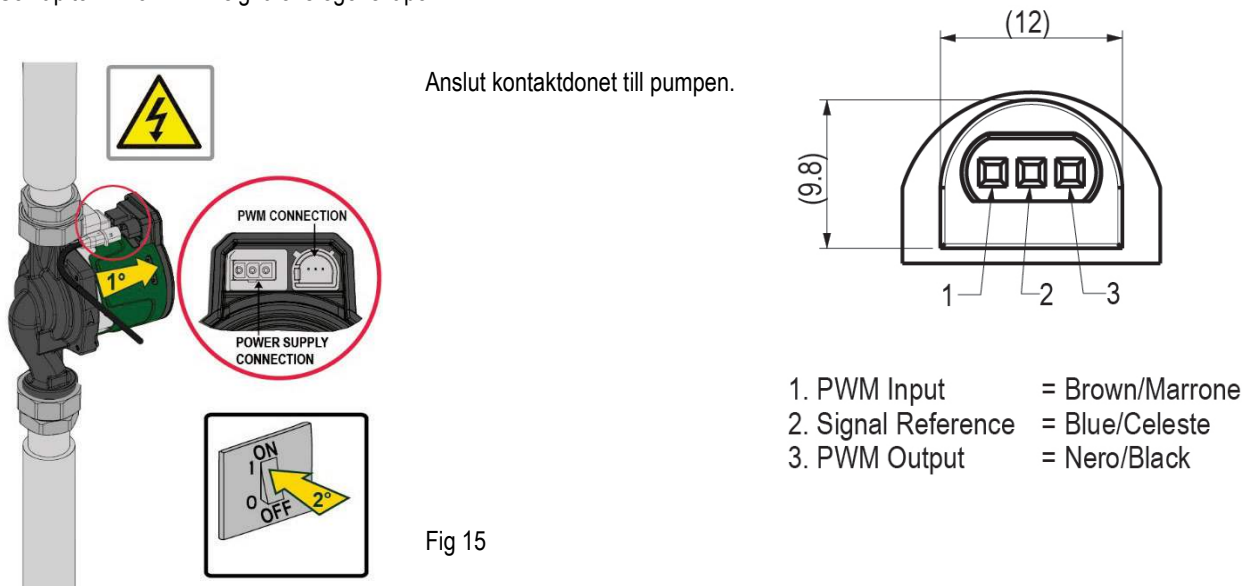 Anslut kontaktdonet till pumpen.
1°
PWM CONNECTION
POWER SUPPLY
CONNECTION
ON
1
0
OFF
2°
Fig 15
(12)
(9.8)
1
2
3
1. PWM Input = Brown/Marrone
2. Signal Reference = Blue/Celeste
3. PWM Output = Nero/Black